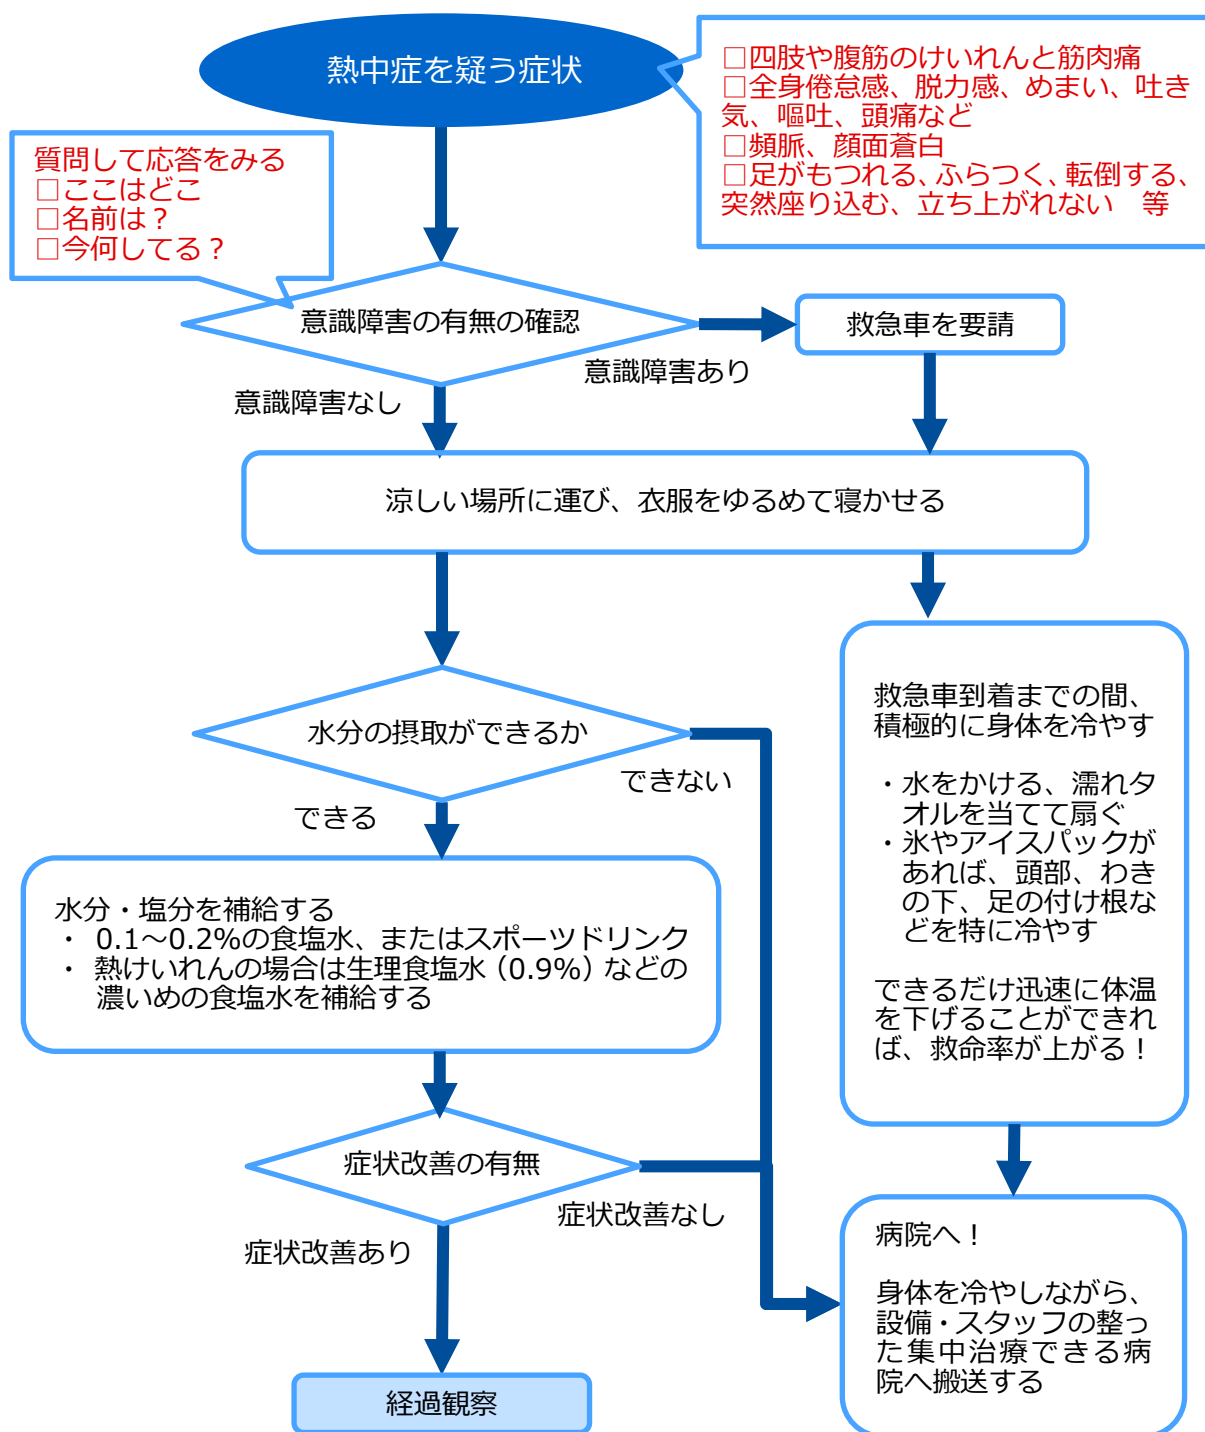 熱中症を疑う症状
□四肢や腹筋のけいれんと筋肉痛
□全身倦怠感、脱力感、めまい、吐き
気、嘔吐、頭痛など
□頻脈、顔面蒼白
□足がもつれる、ふらつく、転倒する、
突然座り込む、立ち上がれない　等
質問して応答をみる
□ここはどこ
□名前は？
□今何してる？
意識障害の有無の確認
救急車を要請
意識障害あり
意識障害なし
涼しい場所に運び、衣服をゆるめて寝かせる
水分の摂取ができるか
できない
できる
水分・塩分を補給する
・ 0.1～0.2%の食塩水、またはスポーツドリンク
・ 熱けいれんの場合は生理食塩水（0.9%）などの
濃いめの食塩水を補給する
救急車到着までの間、
積極的に身体を冷やす
・水をかける、濡れタ
オルを当てて扇ぐ
・氷やアイスパックが
あれば、頭部、わき
の下、足の付け根な
どを特に冷やす
できるだけ迅速に体温
を下げることができれ
ば、救命率が上がる！
症状改善の有無
症状改善なし
症状改善あり
経過観察
病院へ！
身体を冷やしながら、
設備・スタッフの整っ
た集中治療できる病
院へ搬送する